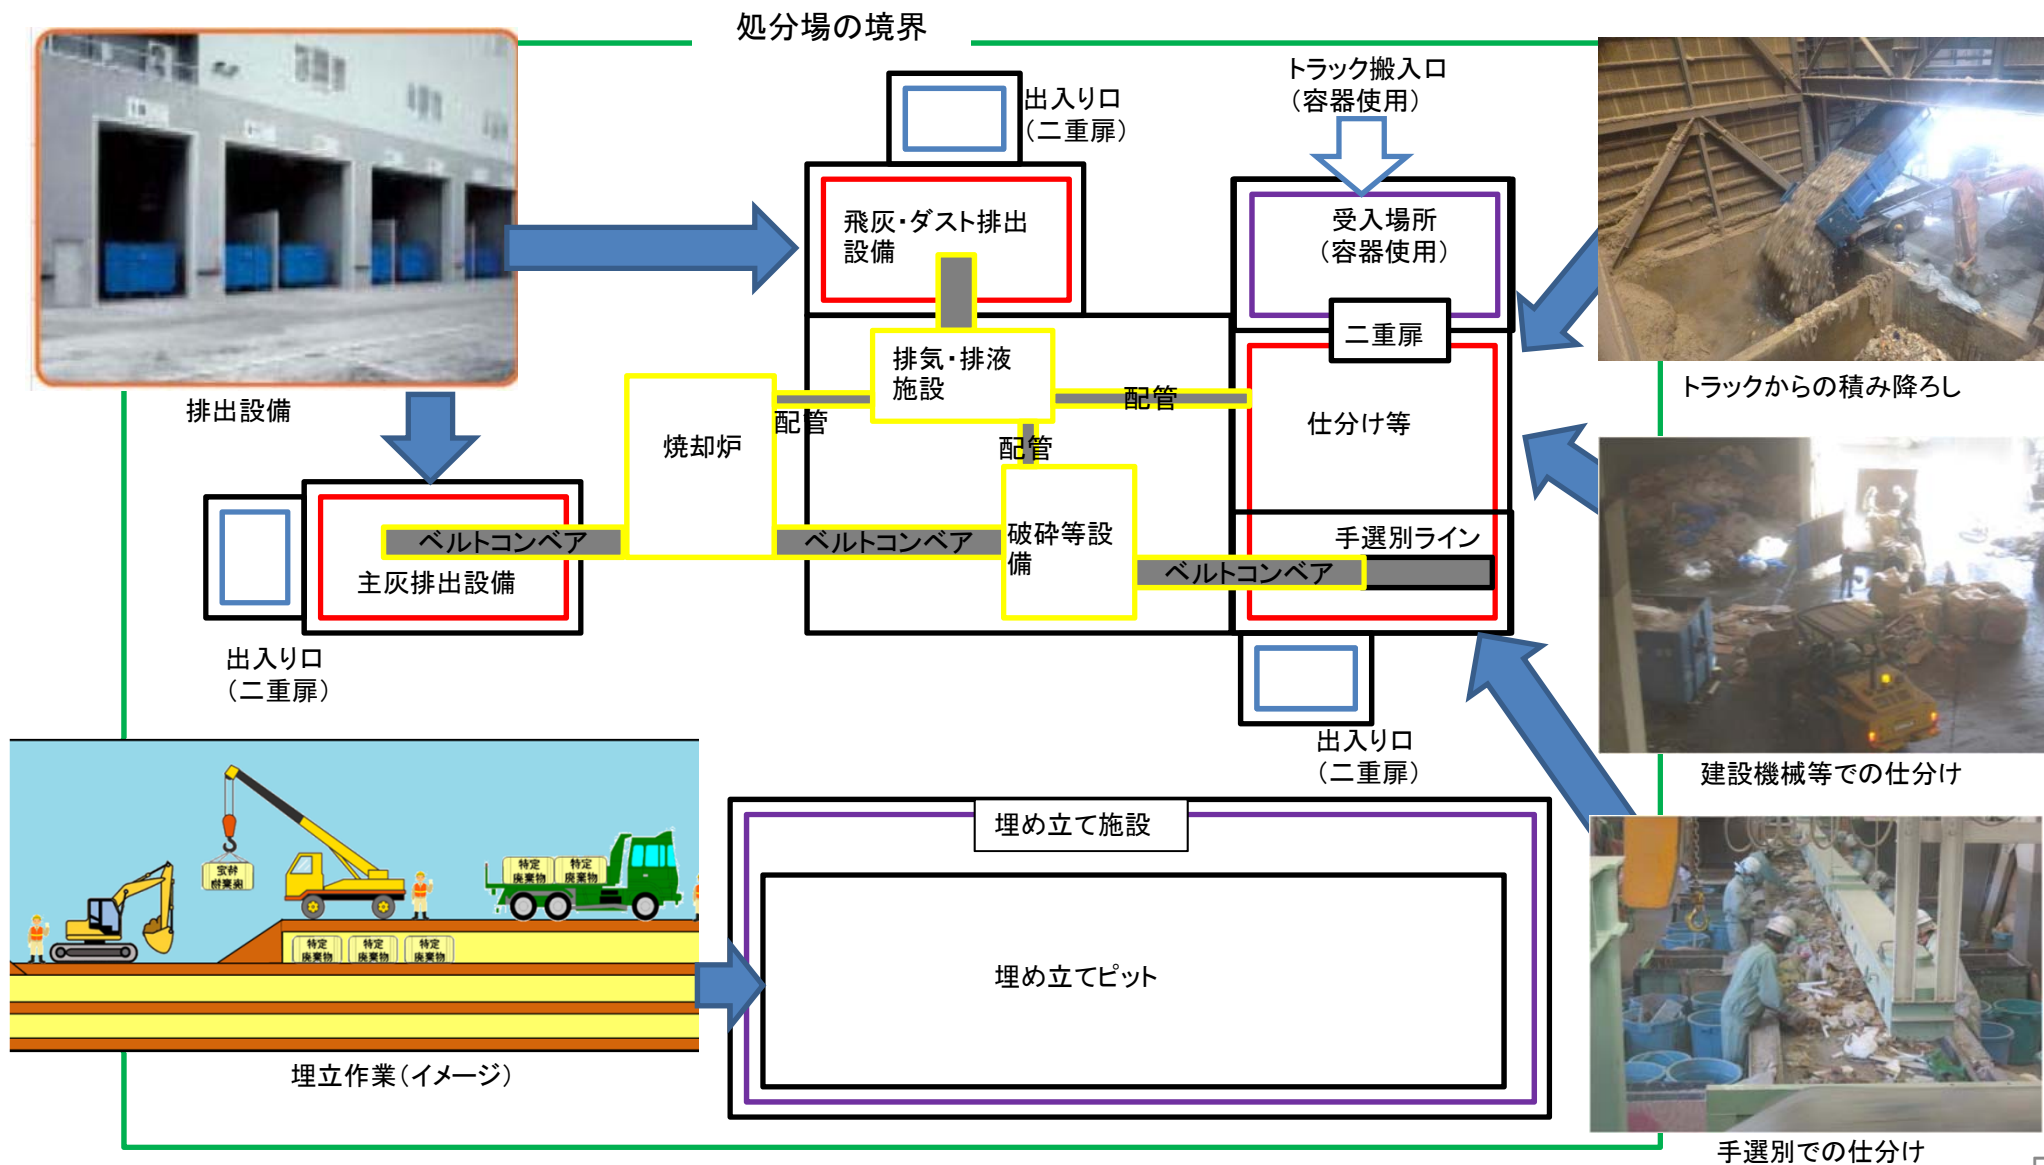 処分場の境界
トラック搬入口
（容器使用）
出入り口
（二重扉）
飛灰・ダスト排出
設備
受入場所
（容器使用）
二重扉
排気・排液
施設
配管
配管
配管
仕分け等
焼却炉
排出設備
トラックからの積み降ろし
ベルトコンベア
ベルトコンベア
破砕等設
備
手選別ライン
ベルトコンベア
主灰排出設備
出入り口
（二重扉）
出入り口
（二重扉）
建設機械等での仕分け
埋め立て施設
特定
廃棄物
特定
廃棄物
特定
廃棄物
特定
廃棄物
特定
廃棄物
特定
廃棄物
埋め立てピット
埋立作業（イメージ）
手選別での仕分け